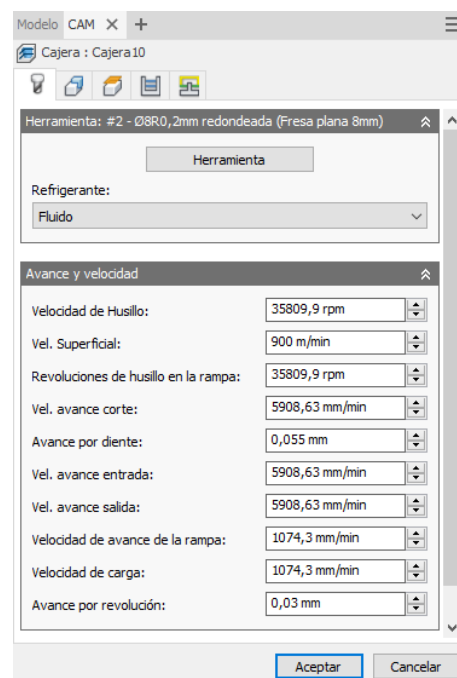 Modelo CAM
Cajera : Cajera10
Herramienta: #2 - Ø8R0,2mm redondeada (Fresa plana 8mm)
Herramienta
Refrigerante:
Fluido
Avance y velocidad
Velocidad de Husillo: 35809,9 rpm
Vel. Superficial: 900 m/min
Revoluciones de husillo en la rampa: 35809,9 rpm
Vel. avance corte: 5908,63 mm/min
Avance por diente: 0,055 mm
Vel. avance entrada: 5908,63 mm/min
Vel. avance salida: 5908,63 mm/min
Velocidad de avance de la rampa: 1074,3 mm/min
Velocidad de carga: 1074,3 mm/min
Avance por revolución: 0,03 mm
Aceptar Cancelar